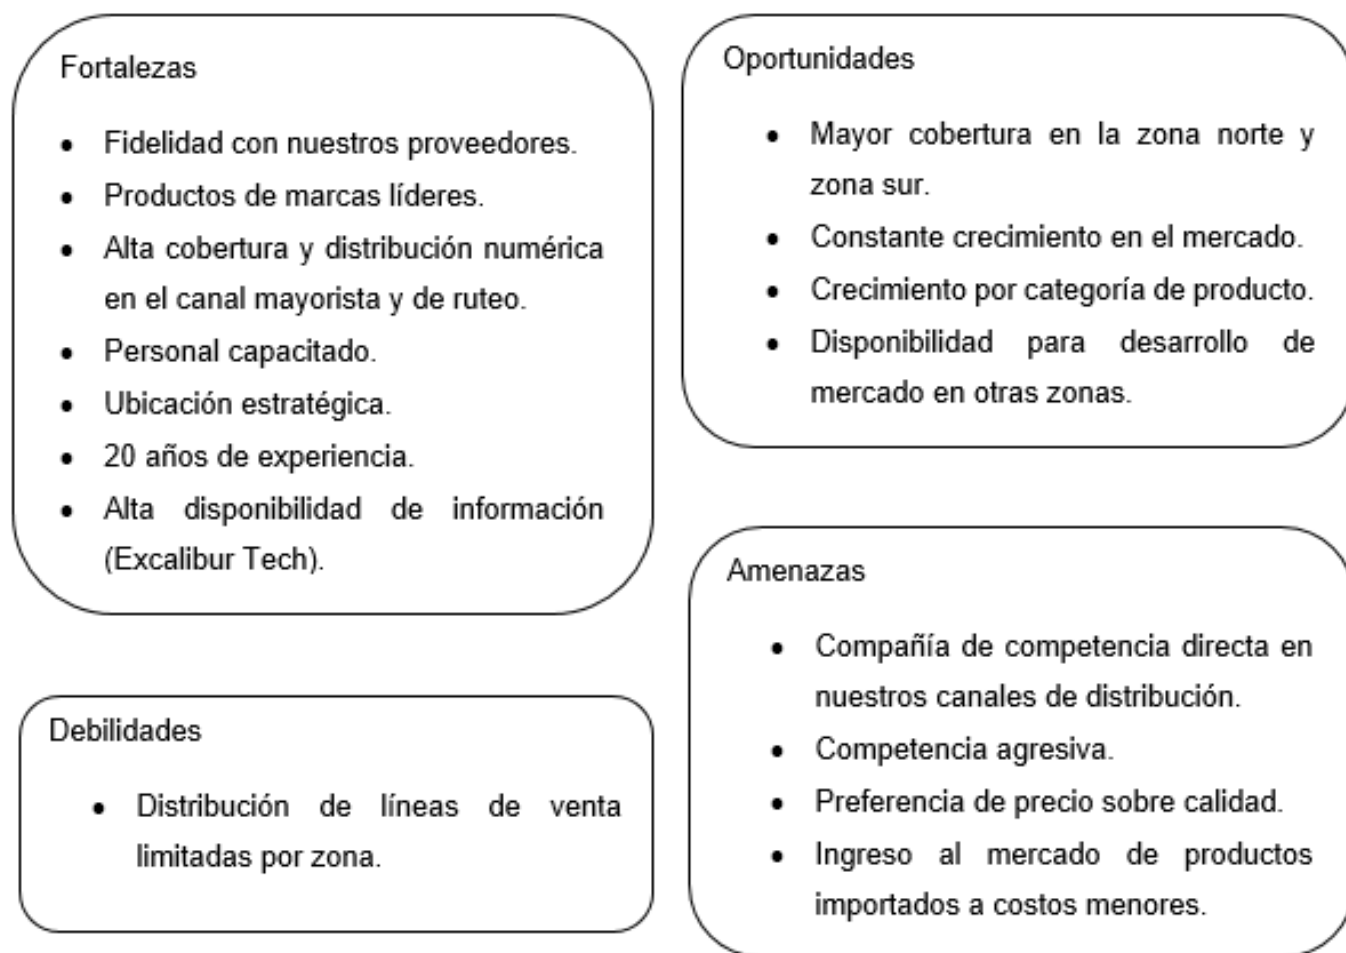 Fortalezas
• Fidelidad con nuestros proveedores.
• Productos de marcas líderes.
• Alta cobertura y distribución numérica
en el canal mayorista y de ruteo.
• Personal capacitado.
• Ubicación estratégica.
• 20 años de experiencia.
• Alta disponibilidad de información
(Excalibur Tech).
Oportunidades
• Mayor cobertura en la zona norte y
zona sur.
• Constante crecimiento en el mercado.
• Crecimiento por categoría de producto.
• Disponibilidad para desarrollo de
mercado en otras zonas.
Debilidades
• Distribución de líneas de venta
limitadas por zona.
Amenazas
• Compañía de competencia directa en
nuestros canales de distribución.
• Competencia agresiva.
• Preferencia de precio sobre calidad.
• Ingreso al mercado de productos
importados a costos menores.